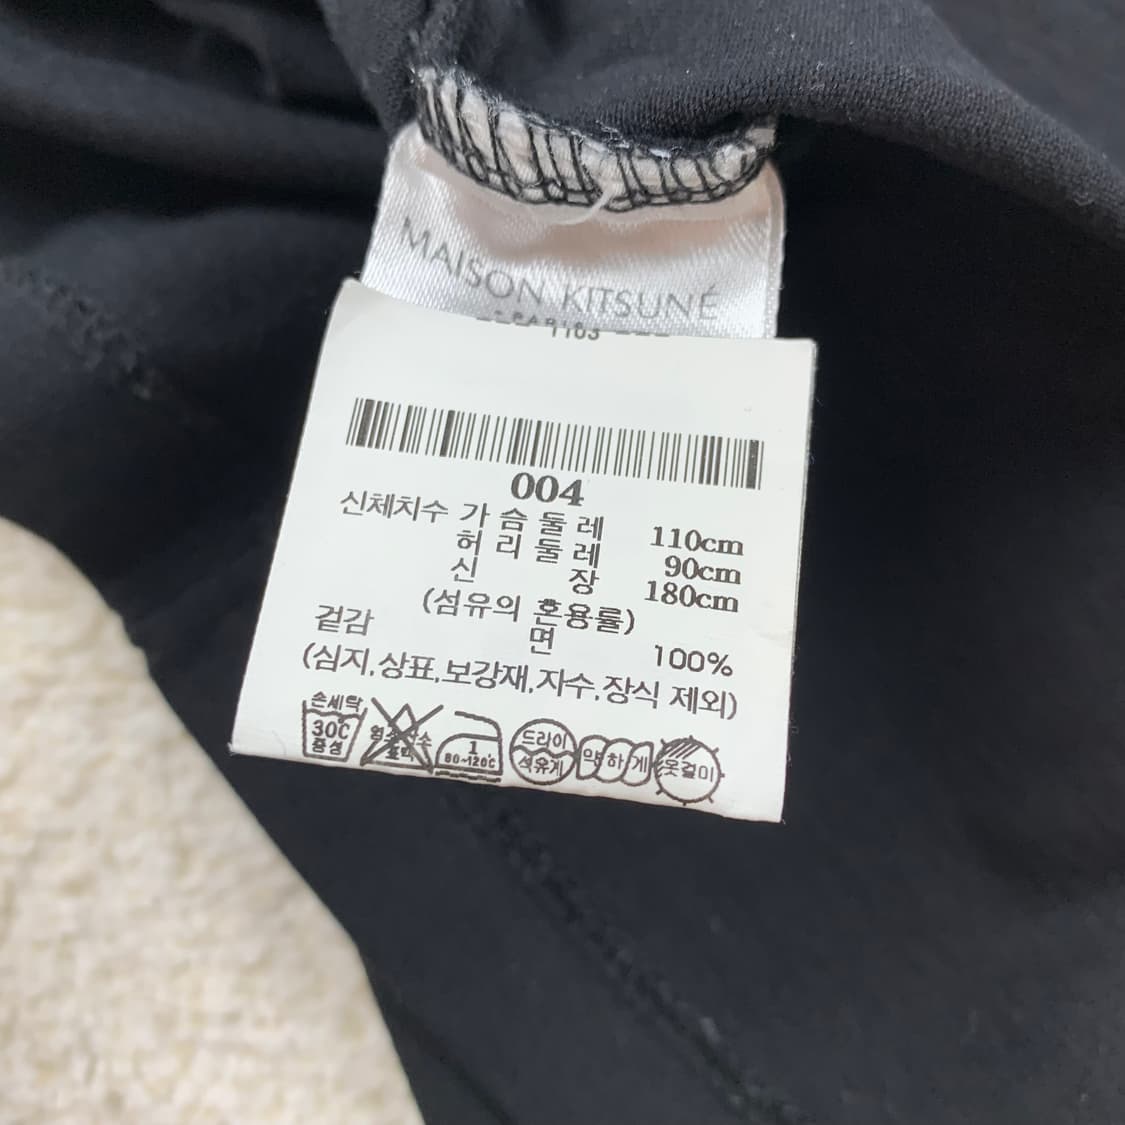 MAISON KITSUNÉ
004
신체치수 가슴둘레 110cm
허리둘레 90cm
신장 180cm
(섬유의 혼용률)
겉감 면 100%
(심지,상표,보강재,자수,장식 제외)
손세탁
30℃
중성
1
80~120℃
드라이
석유계
약하게
옷걸이